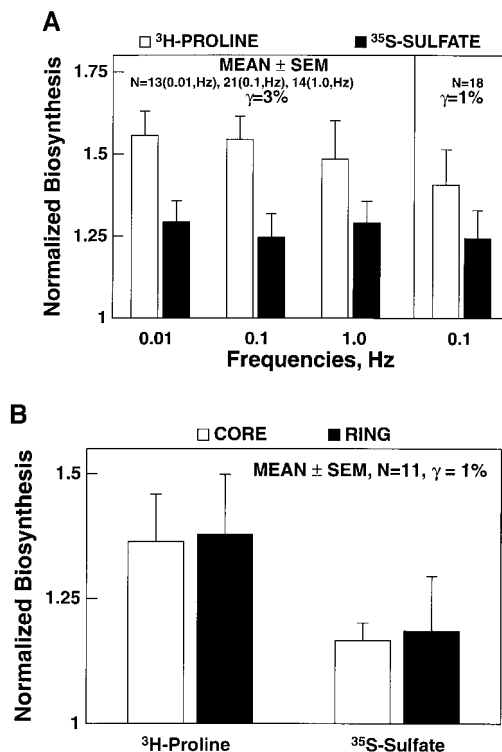 A
³H-PROLINE ³⁵S-SULFATE
MEAN ± SEM
N=13(0.01,Hz), 21(0.1,Hz), 14(1.0,Hz)
γ=3%
N=18
γ=1%
1.75
1.5
1.25
1
Normalized Biosynthesis
0.01 0.1 1.0 0.1
Frequencies, Hz
B
CORE RING
MEAN ± SEM, N=11, γ = 1%
1.5
1.25
1
Normalized Biosynthesis
³H-Proline ³⁵S-Sulfate